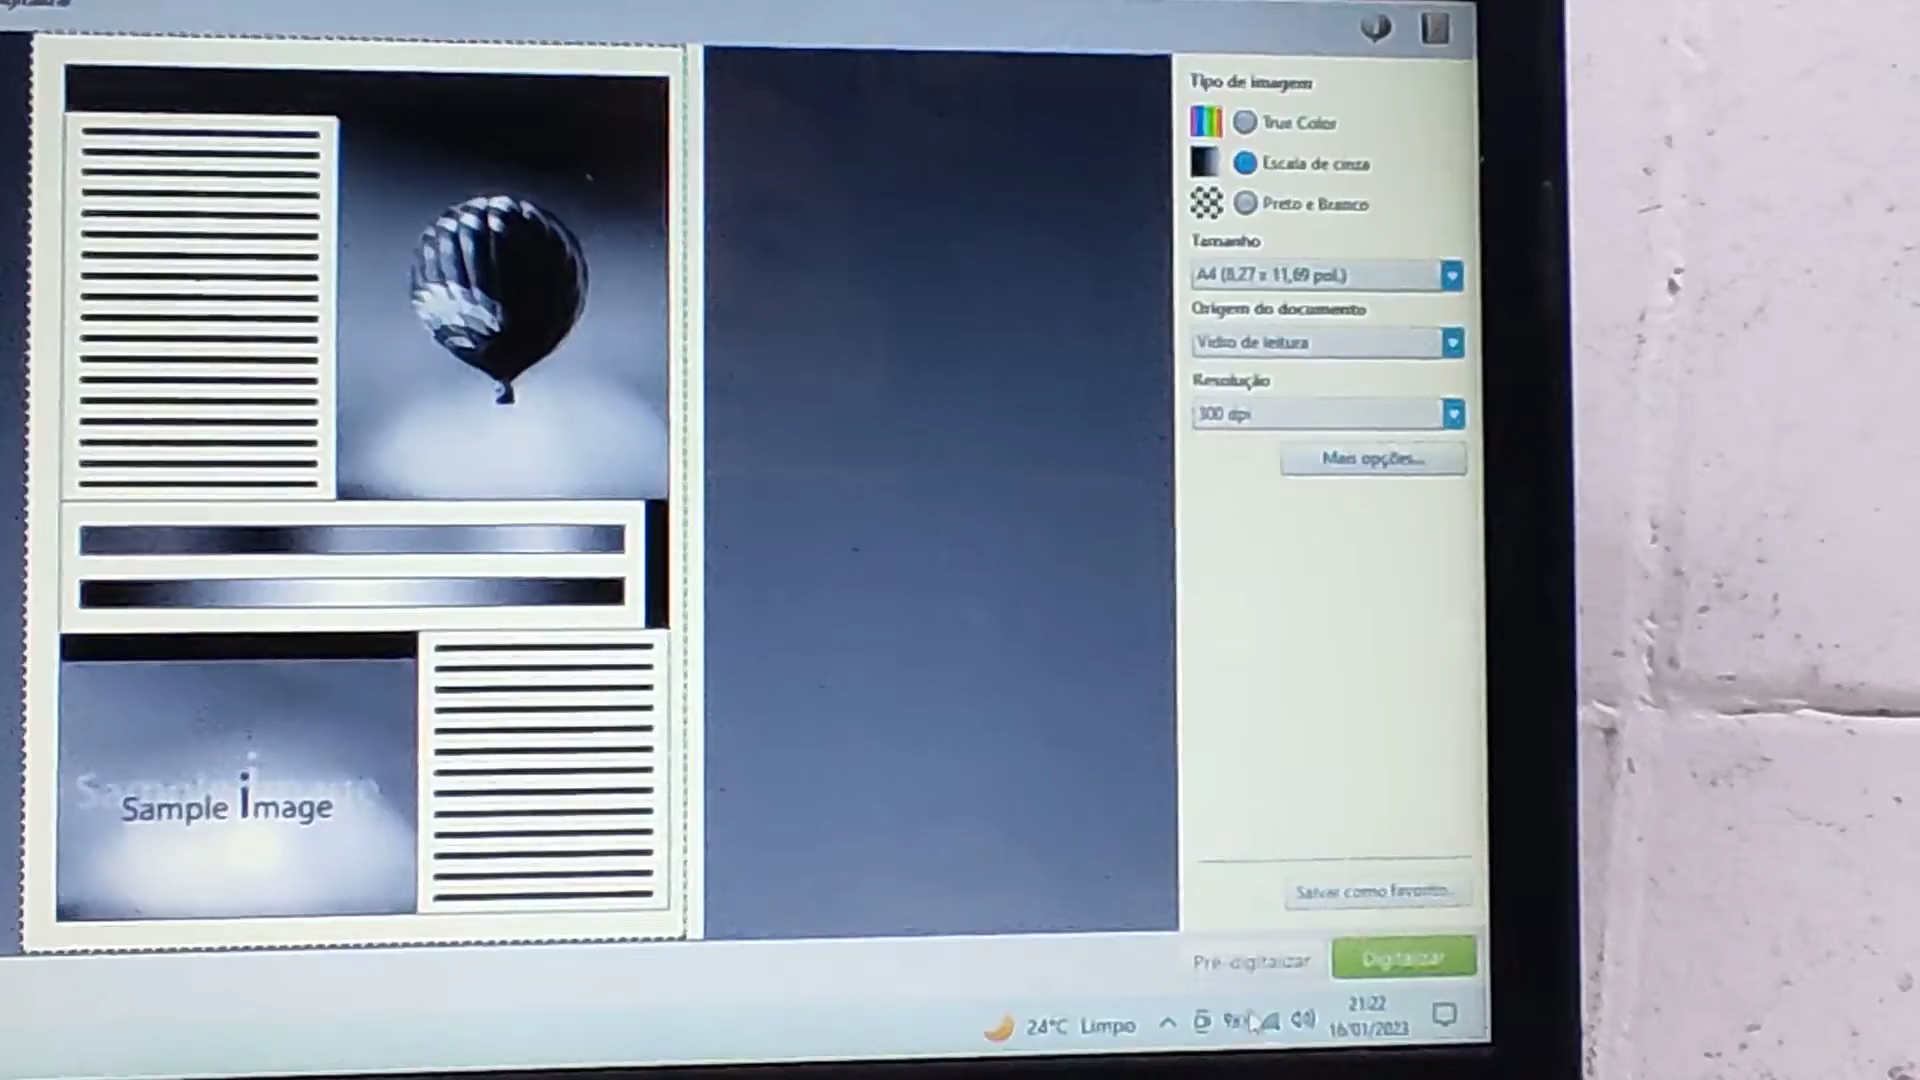 Tipo de imagem
True Color
Escala de cinza
Preto e Branco
Tamanho
A4 (8,27 x 11,69 pol.)
Origem do documento
Vidro de leitura
Resolução
300 dpi
Mais opções...
Sample image
Salvar como favorito...
Pré-digitalizar
Digitalizar
24°C Limpo
21:22
16/01/2023